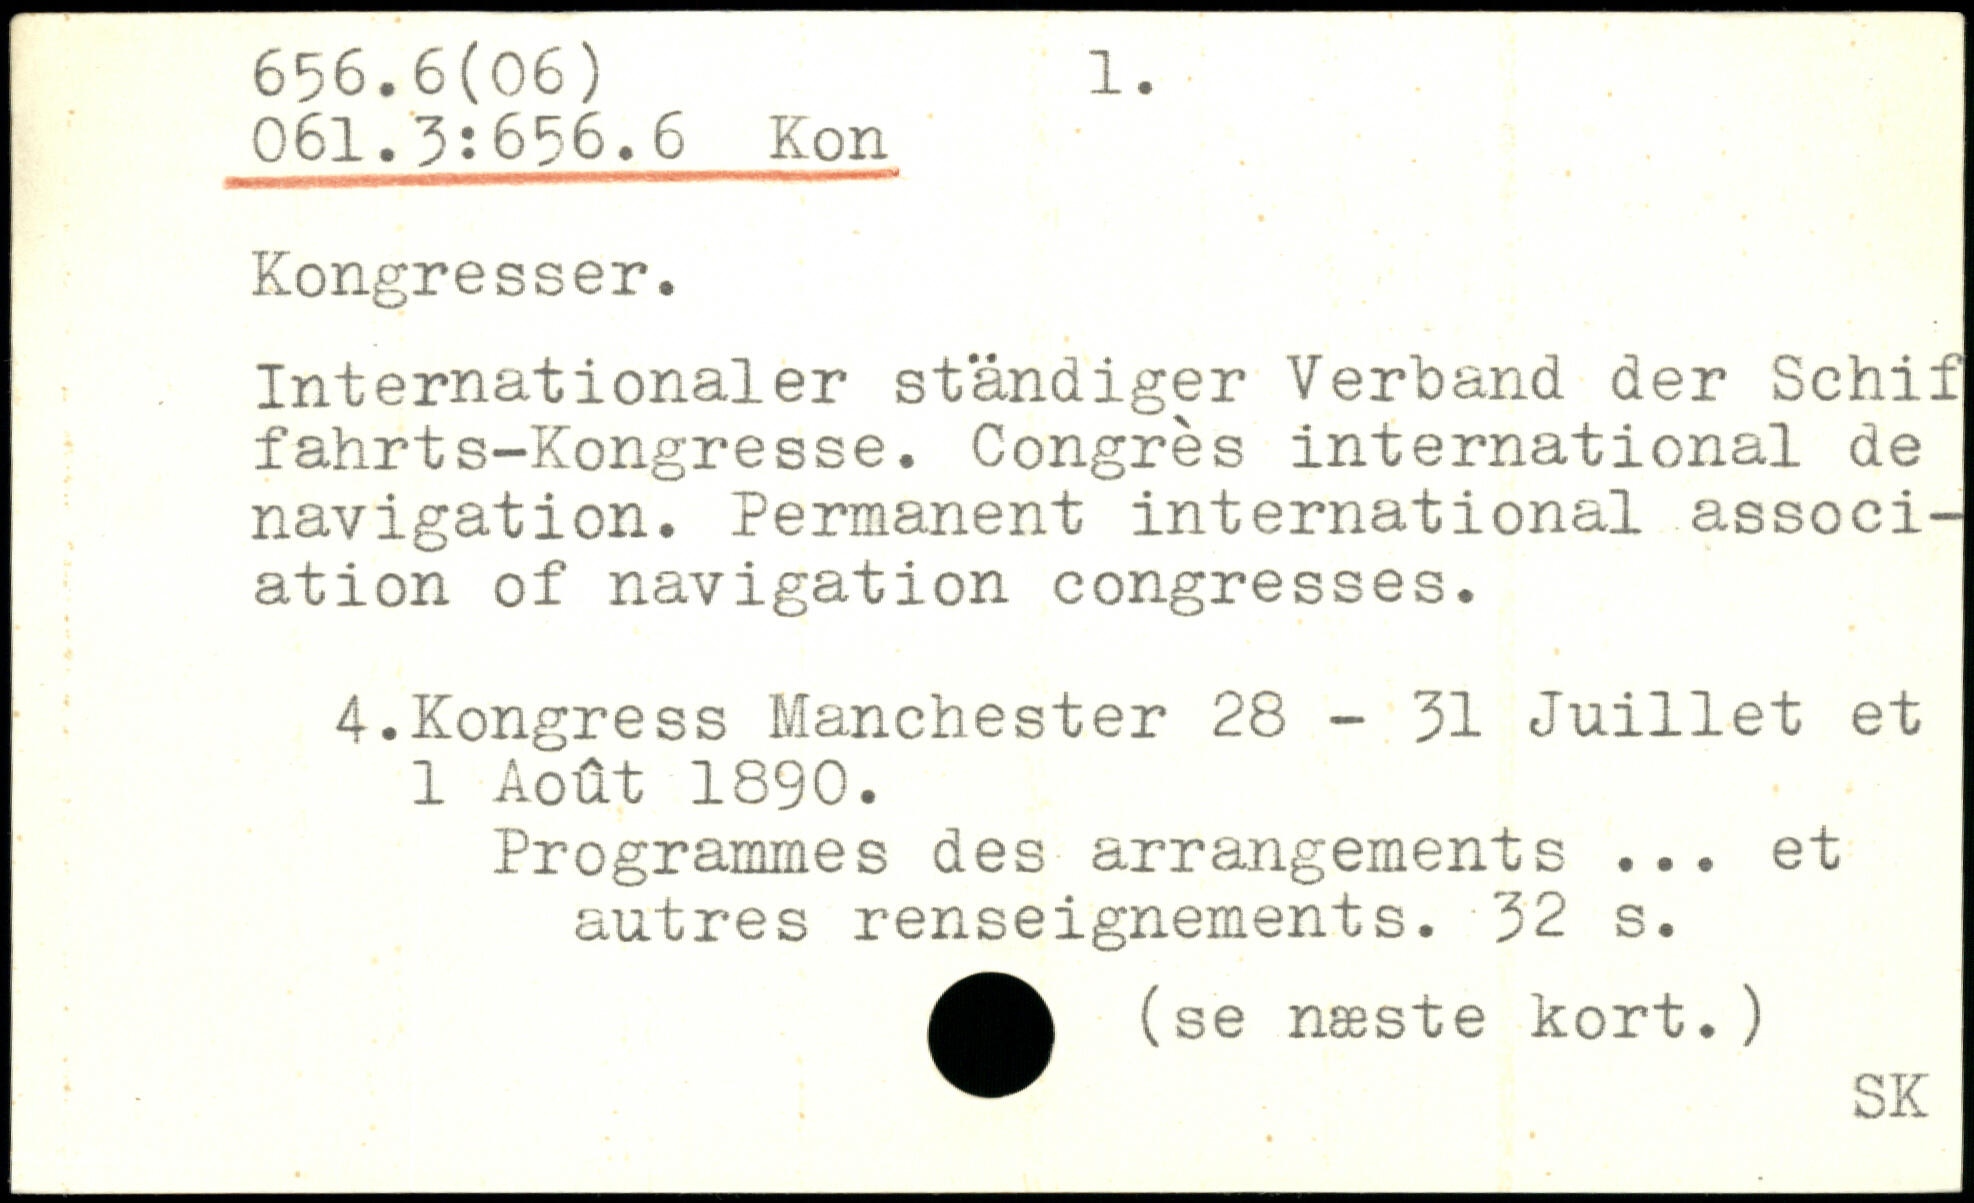 656.6(06) 1.
061.3:656.6 Kon
Kongresser.
Internationaler ständiger Verband der Schif
fahrts-Kongresse. Congrès international de
navigation. Permanent international associ-
ation of navigation congresses.
4.Kongress Manchester 28 - 31 Juillet et
1 Août 1890.
Programmes des arrangements ... et
autres renseignements. 32 s.
(se næste kort.)
SK